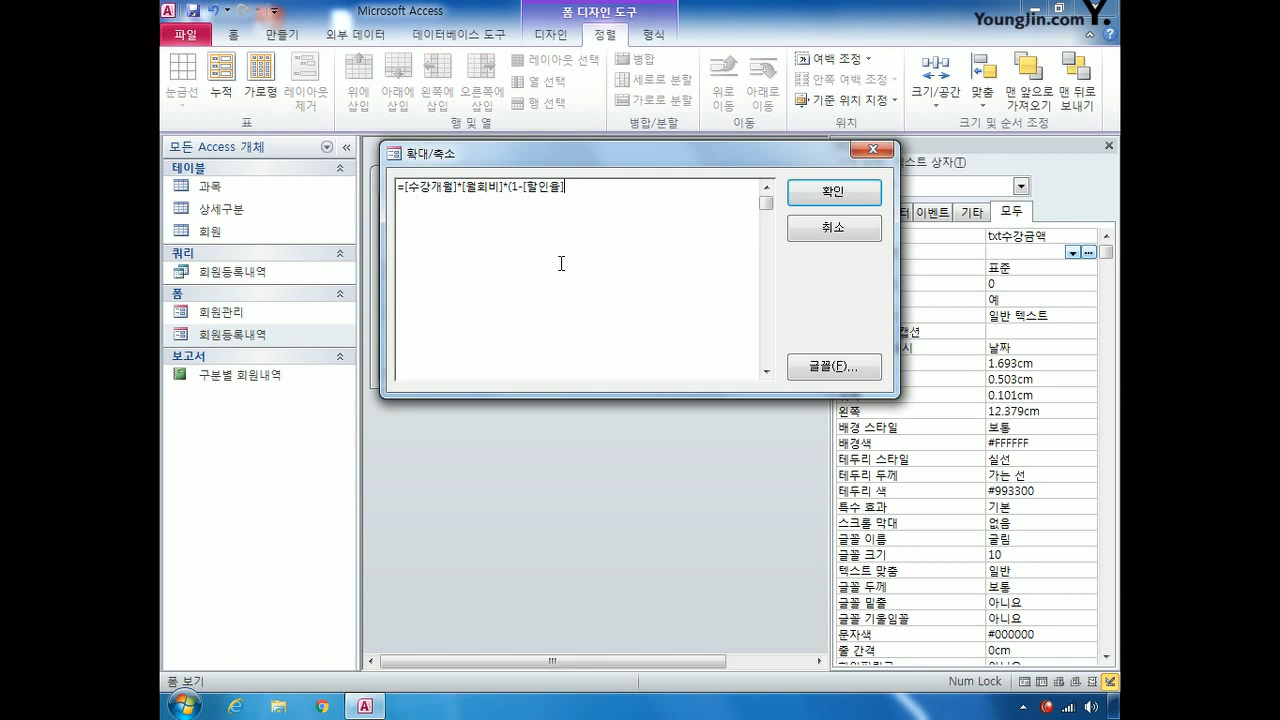 Microsoft Access
폼 디자인 도구
YoungJin.com Y.
파일
홈
만들기
외부 데이터
데이터베이스 도구
디자인
정렬
형식
눈금선
누적
가로형
레이아웃 제거
표
위에 삽입
아래에 삽입
왼쪽에 삽입
오른쪽에 삽입
레이아웃 선택
열 선택
행 선택
행 및 열
병합
세로로 분할
가로로 분할
병합/분할
위로 이동
아래로 이동
이동
여백 조정
안쪽 여백 조정
기준 위치 지정
위치
크기/공간
맞춤
맨 앞으로 가져오기
맨 뒤로 보내기
크기 및 순서 조정
모든 Access 개체
테이블
과목
상세구분
회원
쿼리
회원등록내역
폼
회원관리
회원등록내역
보고서
구분별 회원내역
확대/축소
=[수강개월]*[월회비]*(1-[할인율]
확인
취소
글꼴(F)...
스트 상자(T)
터
이벤트
기타
모두
txt수강금액
표준
0
예
일반 텍스트
캡션
시 날짜
1.693cm
0.503cm
0.101cm
왼쪽 12.379cm
배경 스타일 보통
배경색 #FFFFFF
테두리 스타일 실선
테두리 두께 가는 선
테두리 색 #993300
특수 효과 기본
스크롤 막대 없음
글꼴 이름 굴림
글꼴 크기 10
텍스트 맞춤 일반
글꼴 두께 보통
글꼴 밑줄 아니요
글꼴 기울임꼴 아니요
문자색 #000000
줄 간격 0cm
폼 보기
Num Lock